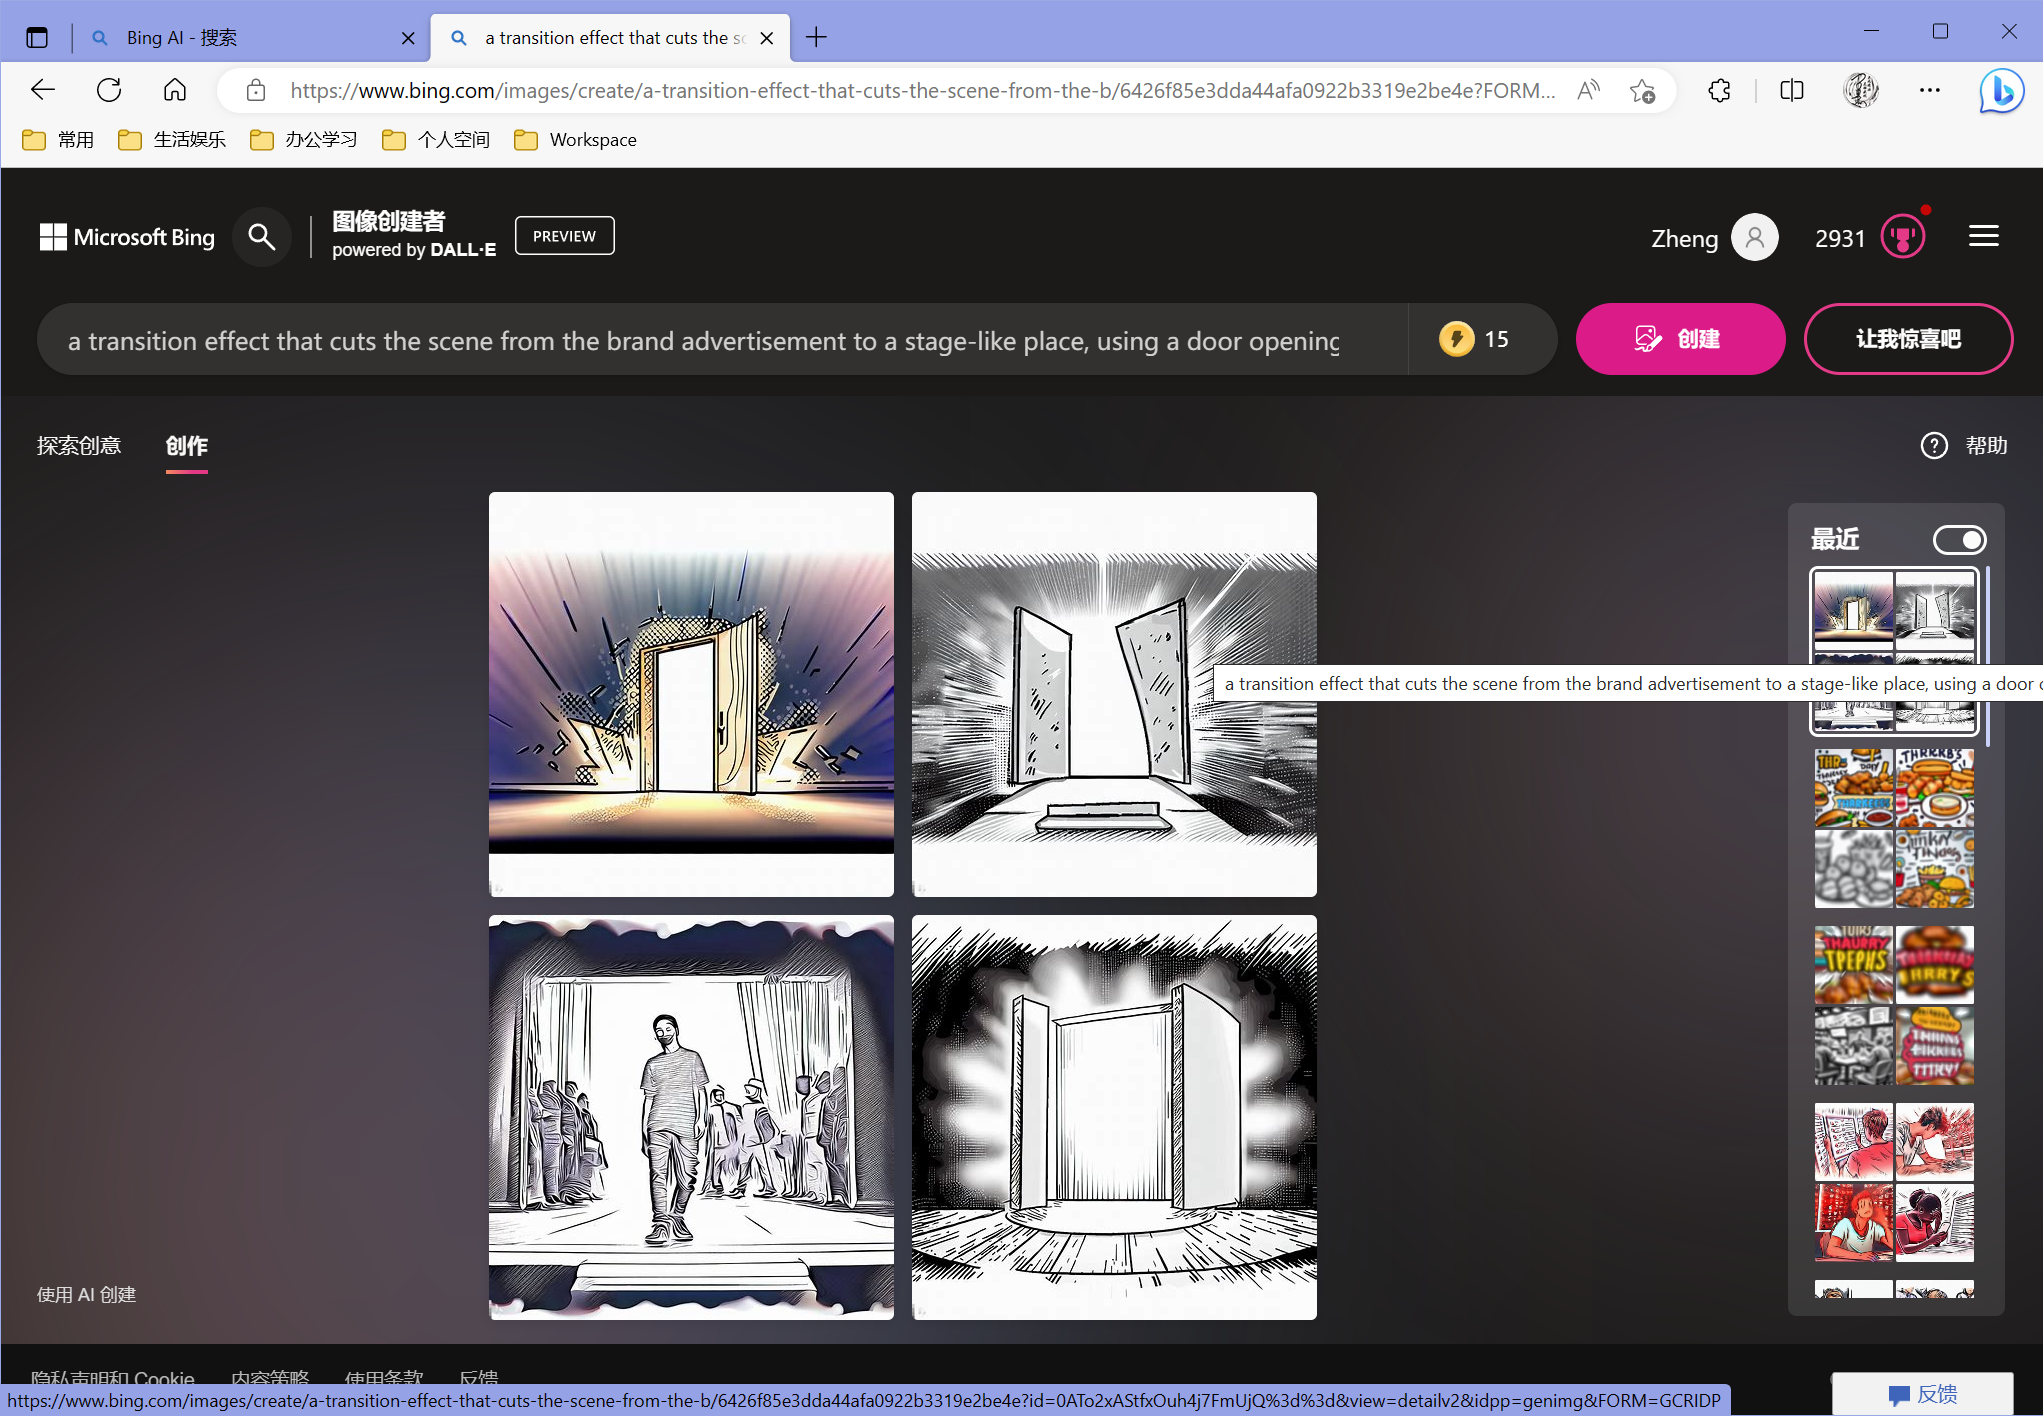 Bing AI - 搜索
a transition effect that cuts the sc
https://www.bing.com/images/create/a-transition-effect-that-cuts-the-scene-from-the-b/6426f85e3dda44afa0922b3319e2be4e?FORM...
常用 生活娱乐 办公学习 个人空间 Workspace
Microsoft Bing
图像创建者
powered by DALL·E
PREVIEW
Zheng
2931
a transition effect that cuts the scene from the brand advertisement to a stage-like place, using a door opening
15
创建
让我惊喜吧
探索创意 创作
帮助
最近
a transition effect that cuts the scene from the brand advertisement to a stage-like place, using a door
使用 AI 创建
隐私声明和 Cookie 内容策略 使用条款 反馈
https://www.bing.com/images/create/a-transition-effect-that-cuts-the-scene-from-the-b/6426f85e3dda44afa0922b3319e2be4e?id=0ATo2xAStfxOuh4j7FmUjQ%3d%3d&view=detailv2&idpp=genimg&FORM=GCRIDP
反馈